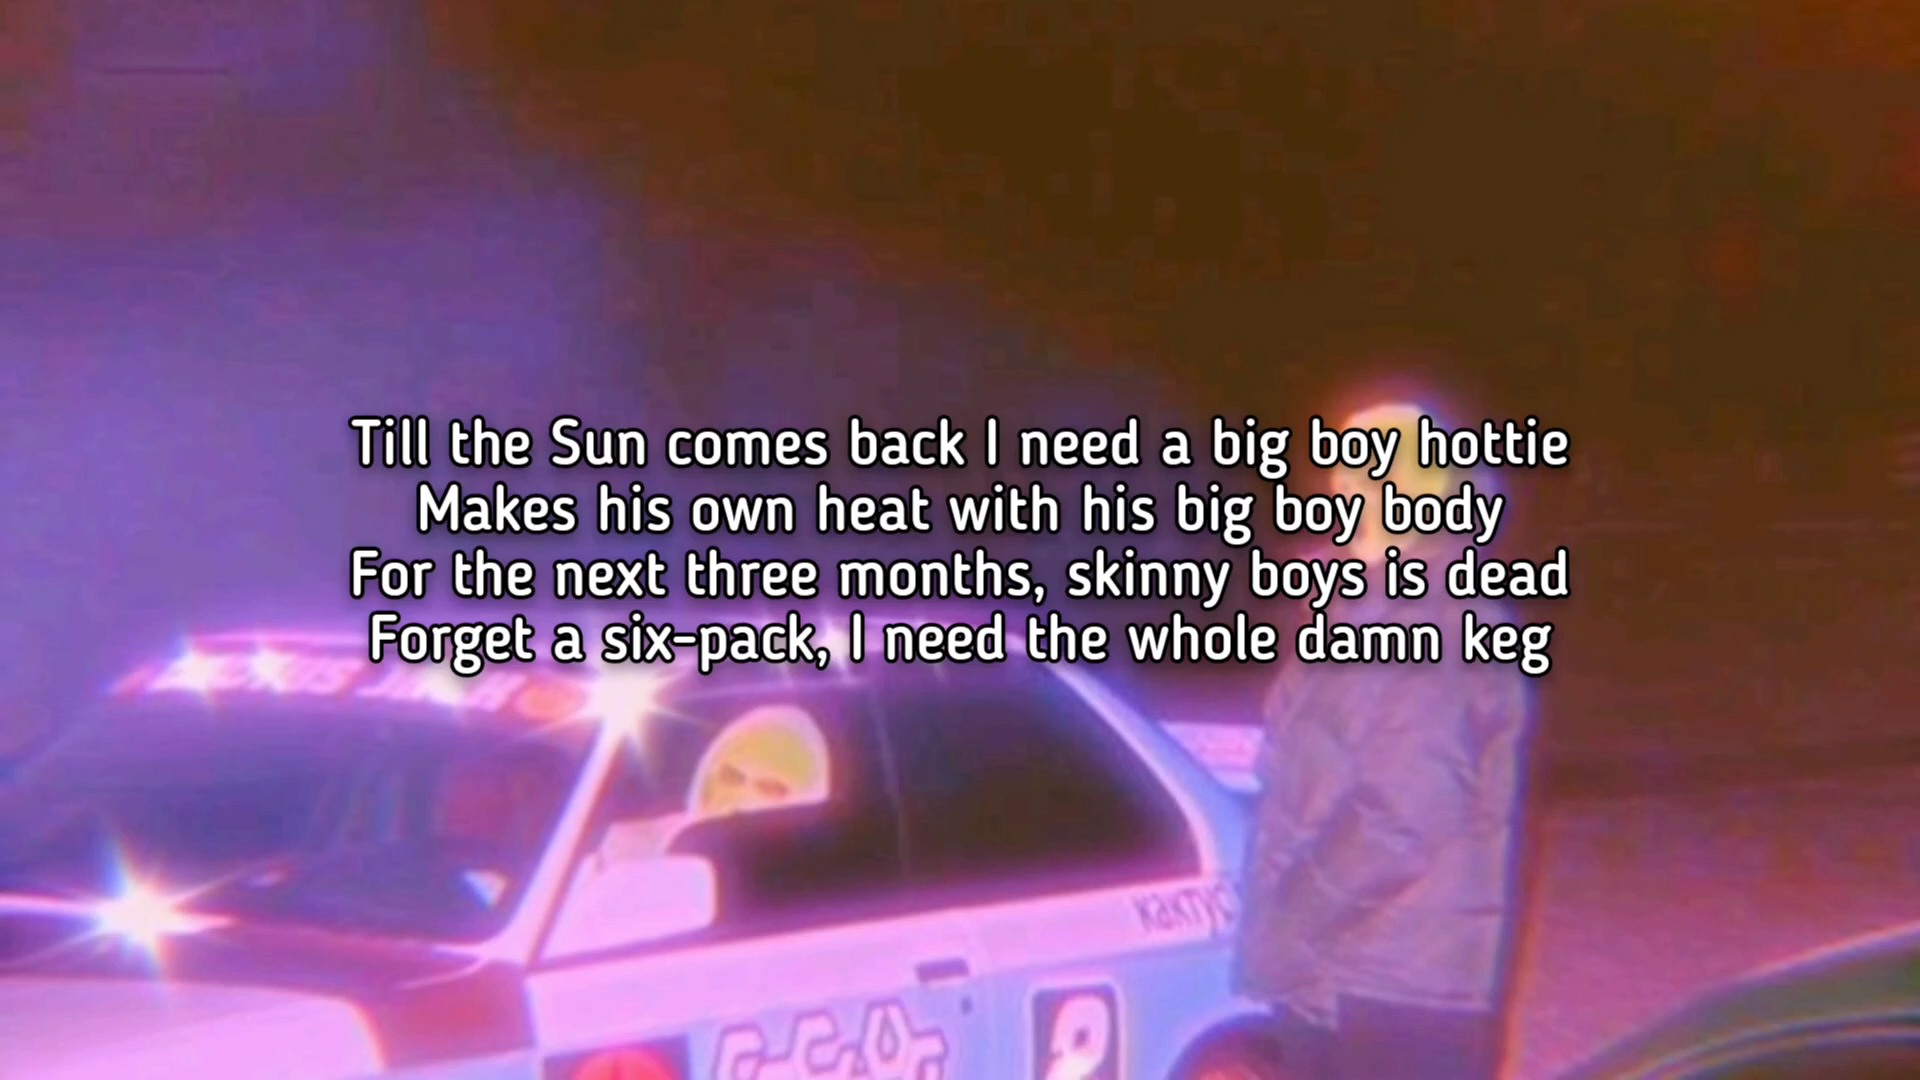 Till the Sun comes back I need a big boy hottie
Makes his own heat with his big boy body
For the next three months, skinny boys is dead
Forget a six-pack, I need the whole damn keg
кактус